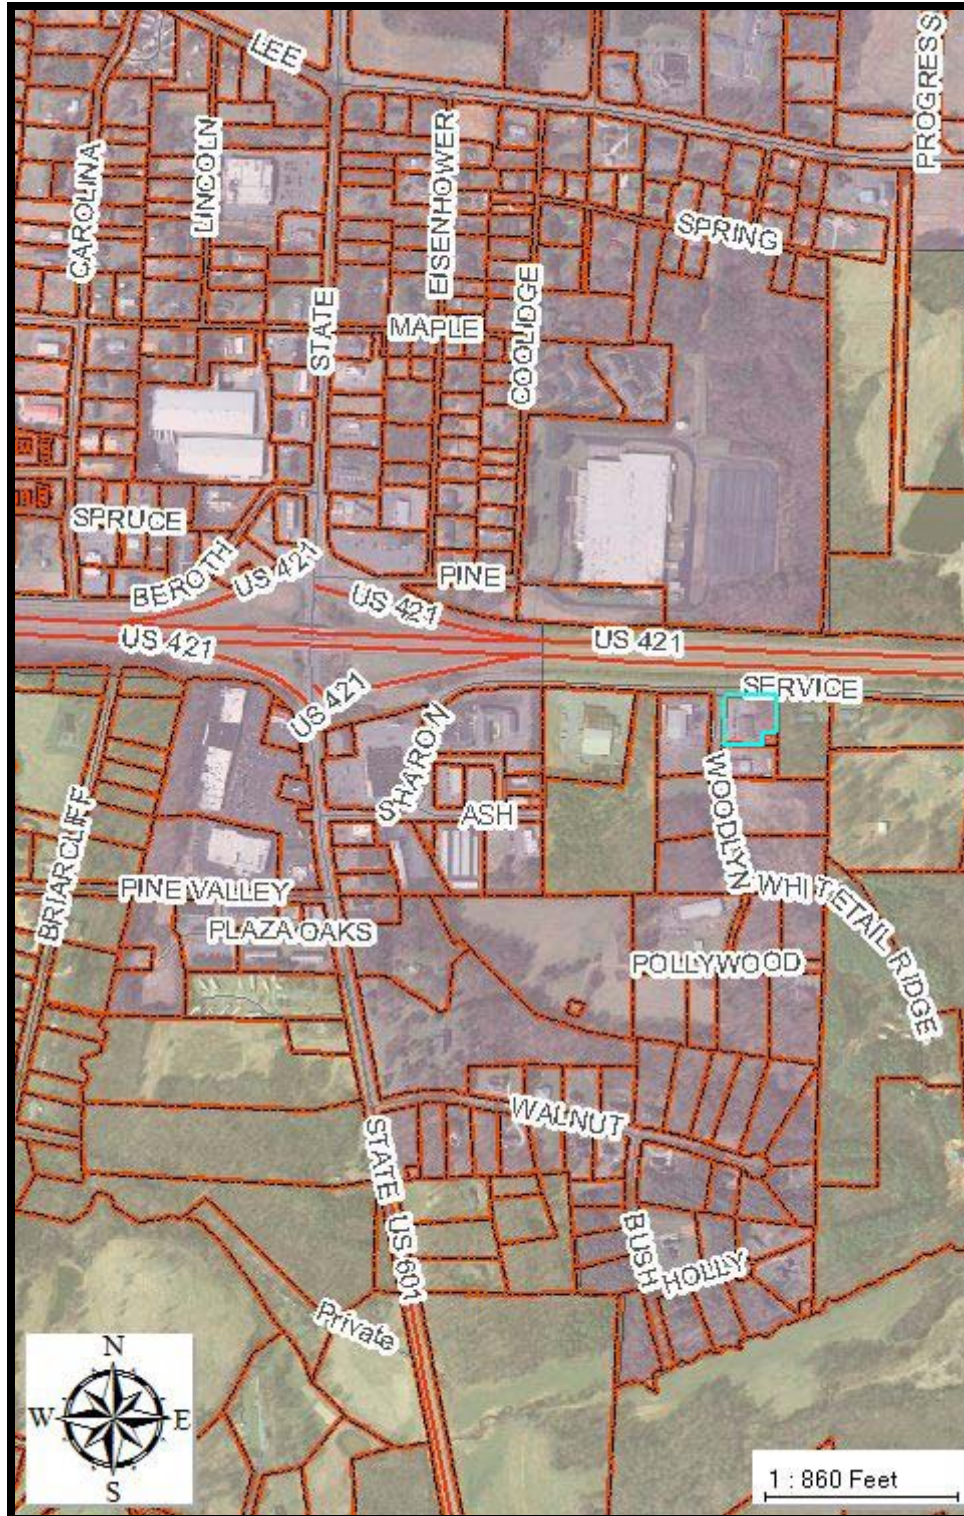 LEE
PROGRESS
CAROLINA
LINCOLN
EISENHOWER
SPRING
COOLIDGE
STATE
MAPLE
SPRUCE
BEROTH
US 421
US 421
PINE
US 421
US 421
US 421
SERVICE
SHARON
WOODLYN
ASH
BRIARCLIFF
PINE VALLEY
WHITETAIL RIDGE
PLAZA OAKS
POLLYWOOD
WALNUT
STATE
US 601
BUSH
HOLLY
Private
N
W
E
S
1 : 860 Feet